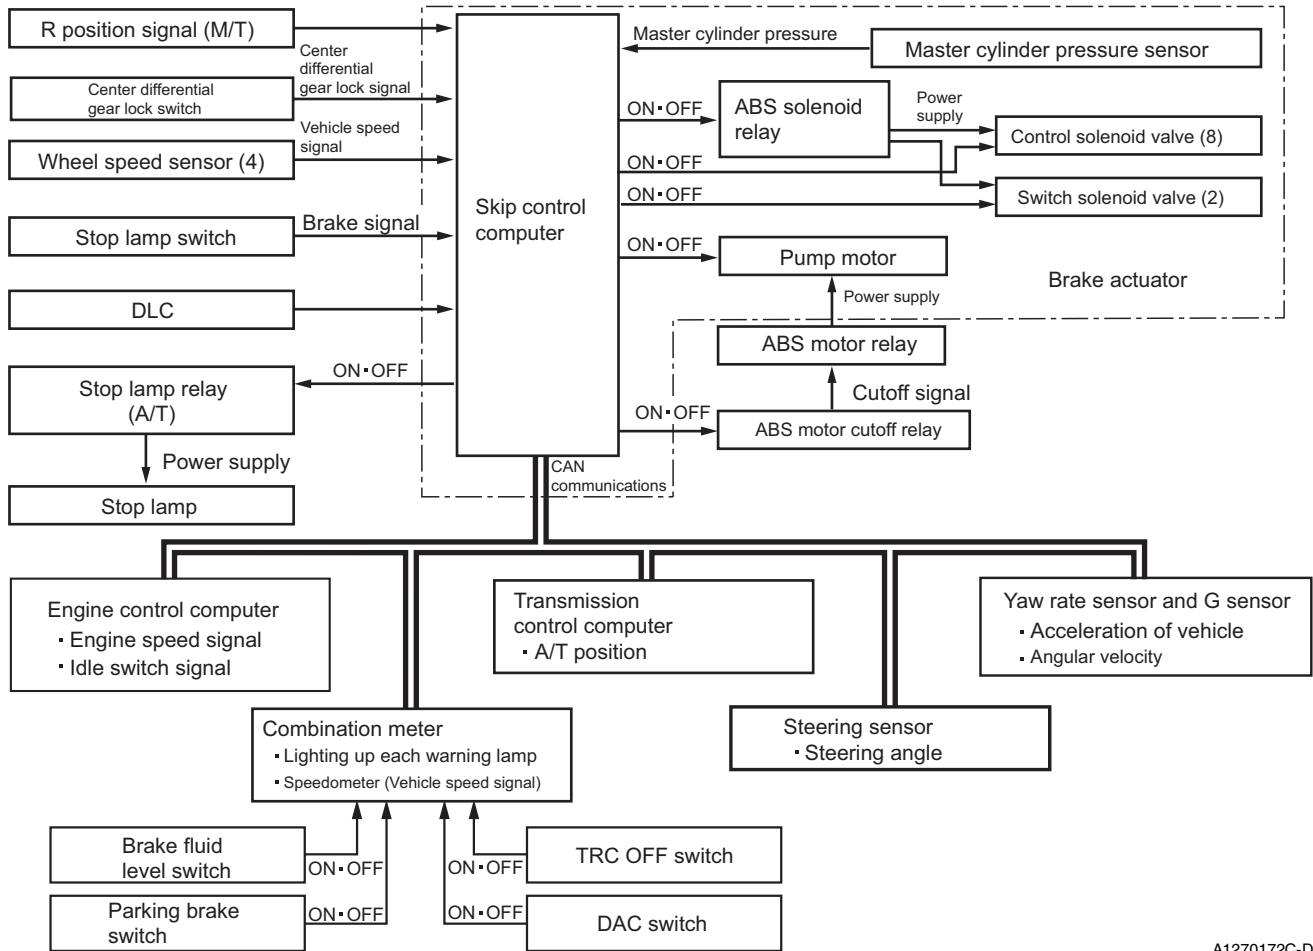 R position signal (M/T)
Center
differential
gear lock signal
Center differential
gear lock switch
Vehicle speed
signal
Wheel speed sensor (4)
Stop lamp switch
Brake signal
DLC
ON・OFF
Stop lamp relay
(A/T)
Power supply
Stop lamp
Skip control
computer
Master cylinder pressure
Master cylinder pressure sensor
ON・OFF
ABS solenoid
relay
Power
supply
Control solenoid valve (8)
ON・OFF
ON・OFF
Switch solenoid valve (2)
ON・OFF
Pump motor
Brake actuator
Power supply
ABS motor relay
Cutoff signal
ON・OFF
ABS motor cutoff relay
CAN
communications
Engine control computer
・Engine speed signal
・Idle switch signal
Transmission
control computer
・A/T position
Yaw rate sensor and G sensor
・Acceleration of vehicle
・Angular velocity
Combination meter
・Lighting up each warning lamp
・Speedometer (Vehicle speed signal)
Steering sensor
・Steering angle
Brake fluid
level switch
ON・OFF
ON・OFF
TRC OFF switch
Parking brake
switch
ON・OFF
ON・OFF
DAC switch
A1270172C-D